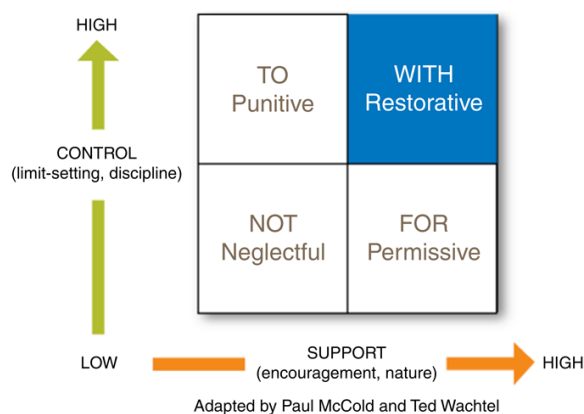 HIGH
TO
Punitive
WITH
Restorative
CONTROL
(limit-setting, discipline)
NOT
Neglectful
FOR
Permissive
LOW
SUPPORT
(encouragement, nature)
HIGH
Adapted by Paul McCold and Ted Wachtel